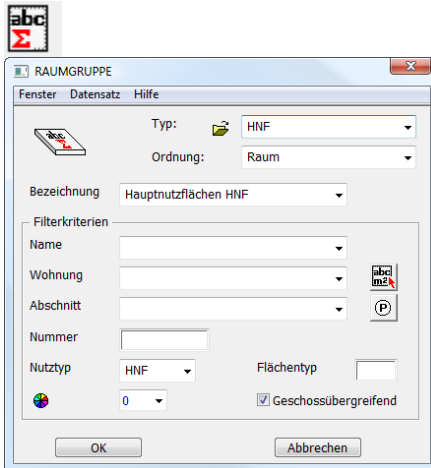 abc
Σ
RAUMGRUPPE
Fenster Datensatz Hilfe
abc
Σ
Typ: HNF
Ordnung: Raum
Bezeichnung Hauptnutzflächen HNF
Filterkriterien
Name
Wohnung
abc
m2
Abschnitt
P
Nummer
Nutztyp HNF Flächentyp
0 Geschossübergreifend
OK Abbrechen